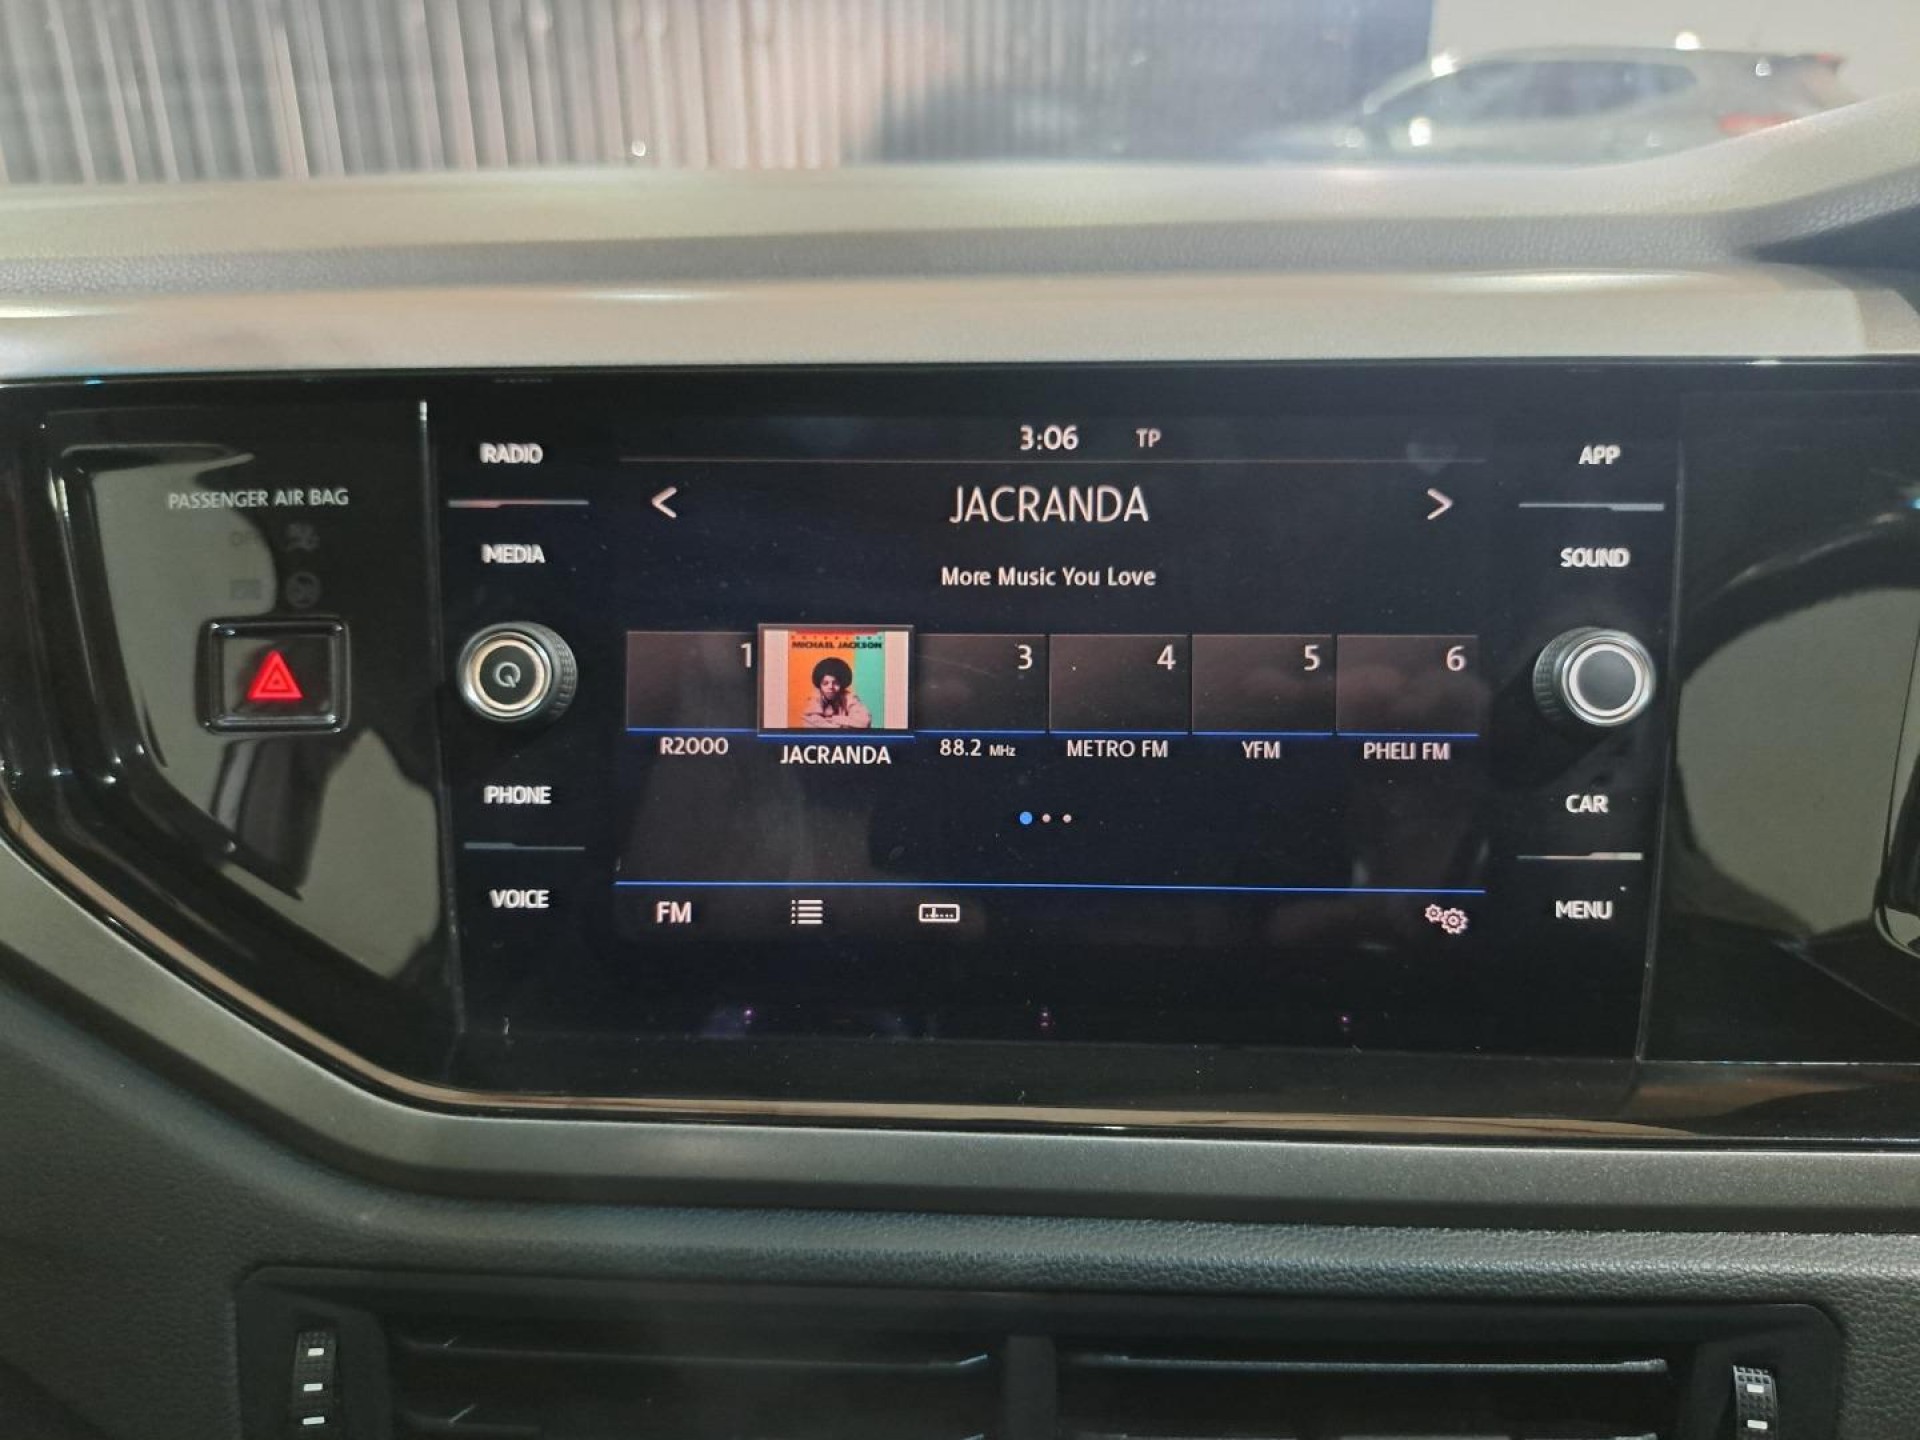 3:06 TP
RADIO
APP
PASSENGER AIR BAG
< JACRANDA >
MEDIA
SOUND
More Music You Love
1
MICHAEL JACKSON
3
4
5
6
R2000
JACRANDA
88.2 MHz
METRO FM
YFM
PHELI FM
PHONE
CAR
VOICE
FM
MENU